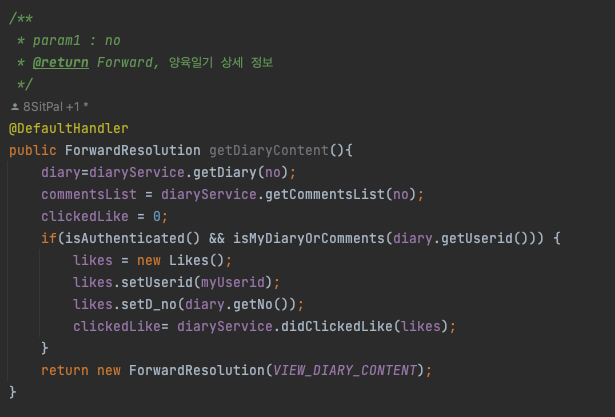 /**
 * param1 : no
 * @return Forward, 양육일기 상세 정보
 */
8SitPal +1 *
@DefaultHandler
public ForwardResolution getDiaryContent(){
    diary=diaryService.getDiary(no);
    commentsList = diaryService.getCommentsList(no);
    clickedLike = 0;
    if(isAuthenticated() && isMyDiaryOrComments(diary.getUserid())) {
        likes = new Likes();
        likes.setUserid(myUserid);
        likes.setD_no(diary.getNo());
        clickedLike= diaryService.didClickedLike(likes);
    }
    return new ForwardResolution(VIEW_DIARY_CONTENT);
}